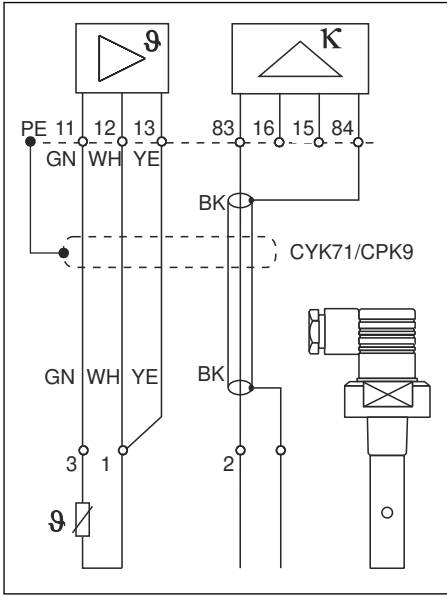 ϑ κ
PE 11 12 13 83 16 15 84
GN WH YE
BK
CYK71/CPK9
GN WH YE BK
3 1 2
ϑ